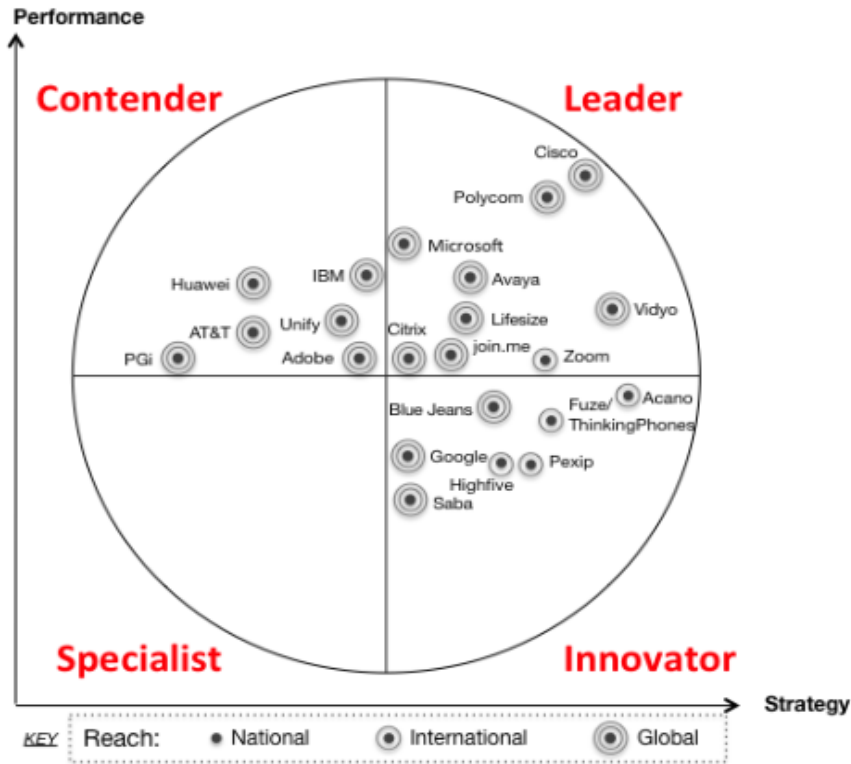 Performance
Contender
Leader
Cisco
Polycom
Microsoft
Huawei
IBM
Avaya
AT&T
Unify
Citrix
Lifesize
Vidyo
PGi
Adobe
join.me
Zoom
Blue Jeans
Fuze/
ThinkingPhones
Acano
Google
Highfive
Pexip
Saba
Specialist
Innovator
Strategy
KEY Reach: National International Global